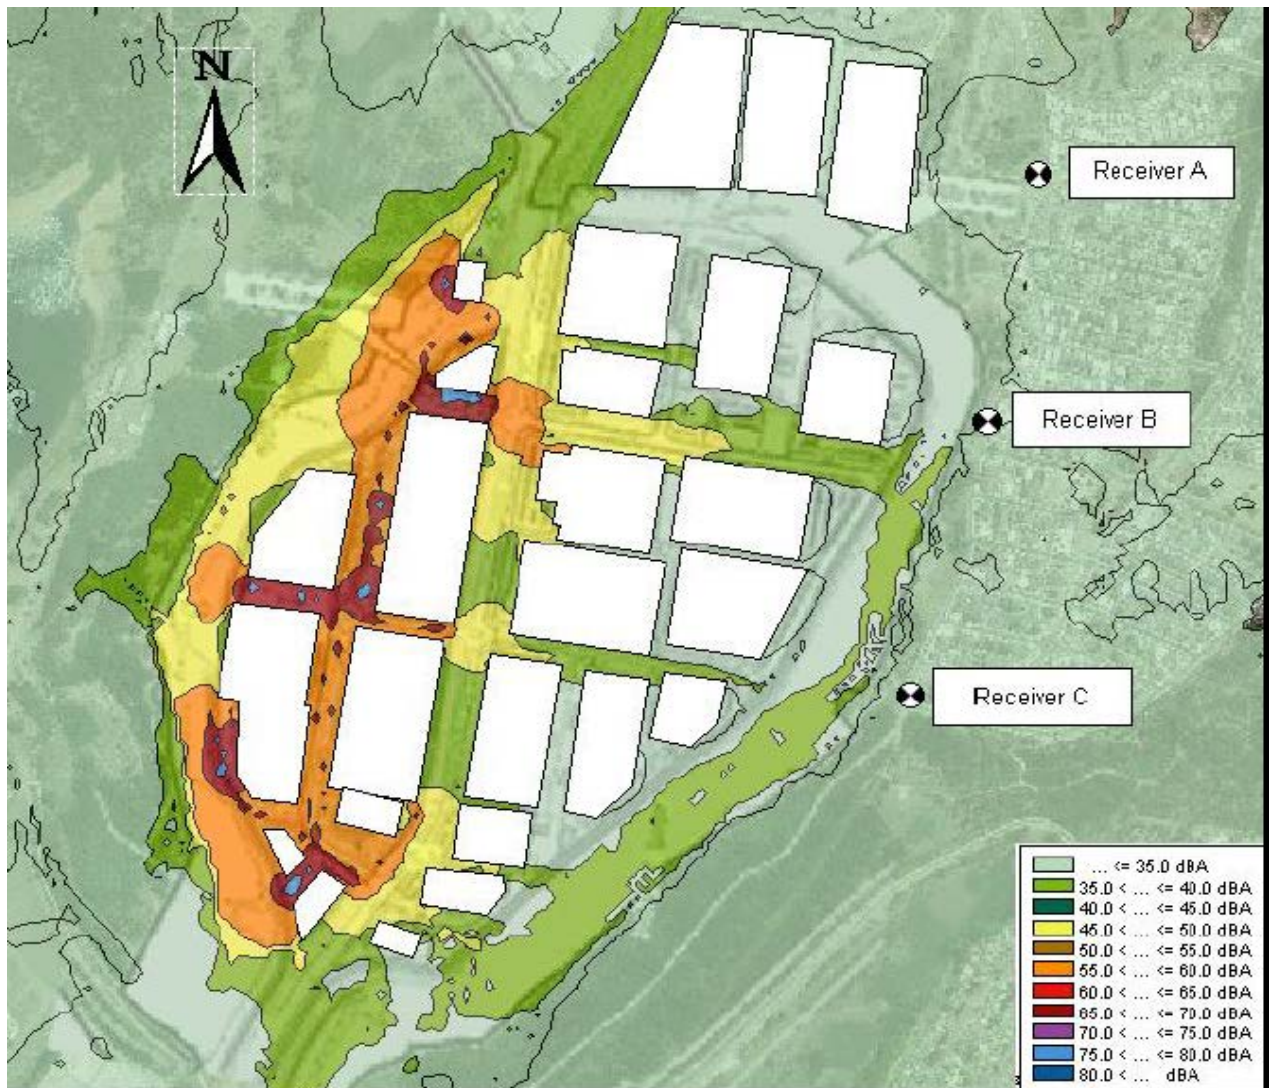 N
Receiver A
Receiver B
Receiver C
... <= 35.0 dBA
35.0 < ... <= 40.0 dBA
40.0 < ... <= 45.0 dBA
45.0 < ... <= 50.0 dBA
50.0 < ... <= 55.0 dBA
55.0 < ... <= 60.0 dBA
60.0 < ... <= 65.0 dBA
65.0 < ... <= 70.0 dBA
70.0 < ... <= 75.0 dBA
75.0 < ... <= 80.0 dBA
80.0 < ... dBA